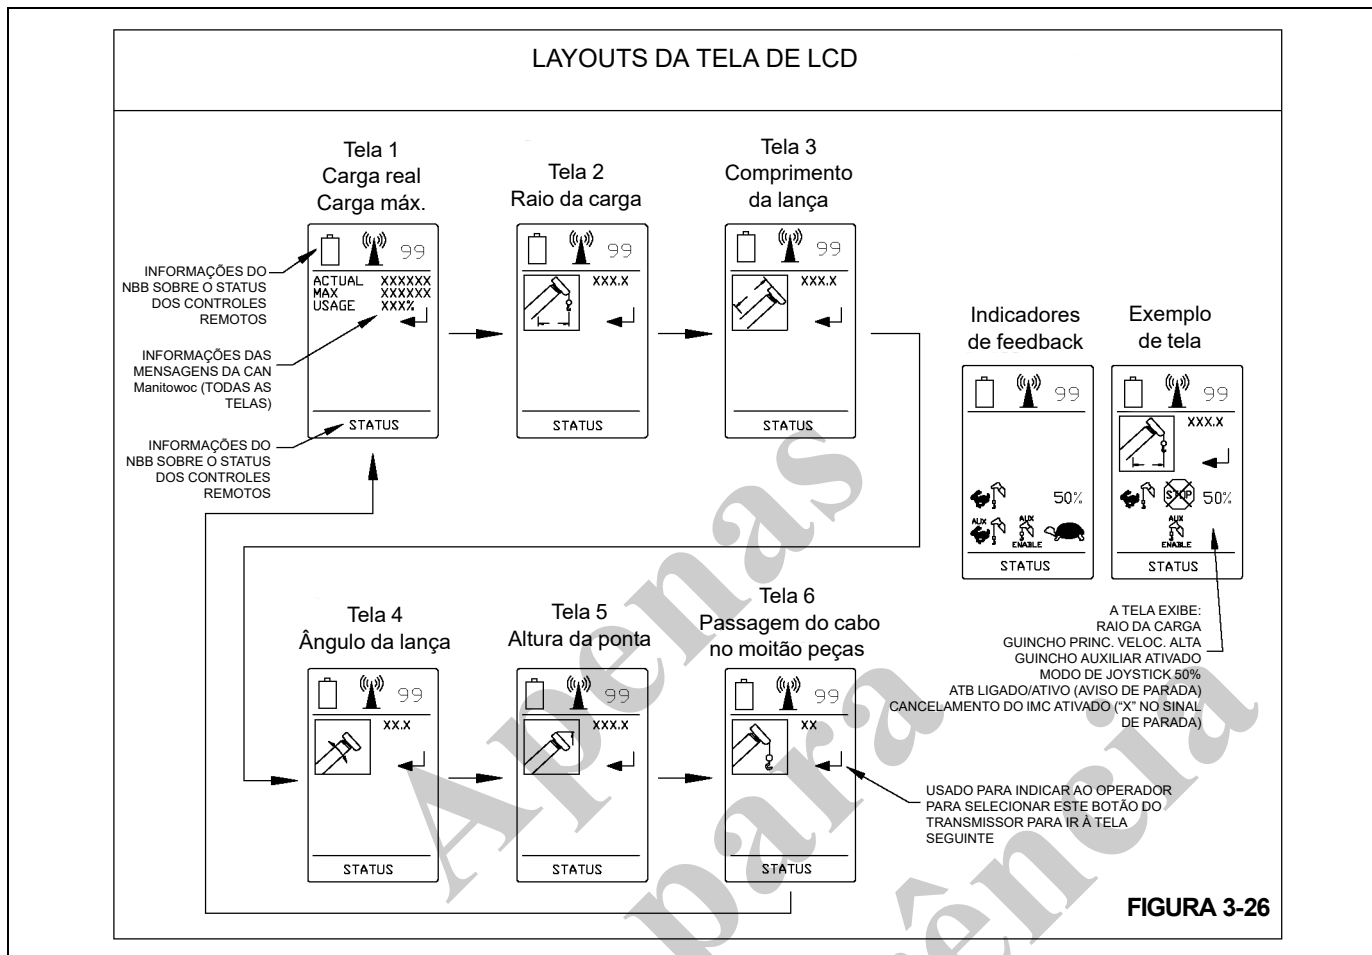 LAYOUTS DA TELA DE LCD
Tela 1
Carga real
Carga máx.
99
ACTUAL XXXXXX
MAX XXXXXX
USAGE XXX%
STATUS
Tela 2
Raio da carga
99
XXX.X
STATUS
Tela 3
Comprimento
da lança
99
XXX.X
STATUS
INFORMAÇÕES DO
NBB SOBRE O STATUS
DOS CONTROLES
REMOTOS
INFORMAÇÕES DAS
MENSAGENS DA CAN
Manitowoc (TODAS AS
TELAS)
INFORMAÇÕES DO
NBB SOBRE O STATUS
DOS CONTROLES
REMOTOS
Indicadores
de feedback
99
50%
AUX
AUX
ENABLE
STATUS
Exemplo
de tela
99
XXX.X
STOP
50%
AUX
ENABLE
STATUS
A TELA EXIBE:
RAIO DA CARGA
GUINCHO PRINC. VELOC. ALTA
GUINCHO AUXILIAR ATIVADO
MODO DE JOYSTICK 50%
ATB LIGADO/ATIVO (AVISO DE PARADA)
CANCELAMENTO DO IMC ATIVADO (“X” NO SINAL
DE PARADA)
Tela 4
Ângulo da lança
99
XX.X
STATUS
Tela 5
Altura da ponta
99
XXX.X
STATUS
Tela 6
Passagem do cabo
no moitão peças
99
XX
STATUS
USADO PARA INDICAR AO OPERADOR
PARA SELECIONAR ESTE BOTÃO DO
TRANSMISSOR PARA IR À TELA
SEGUINTE
FIGURA 3-26
Apenas
para